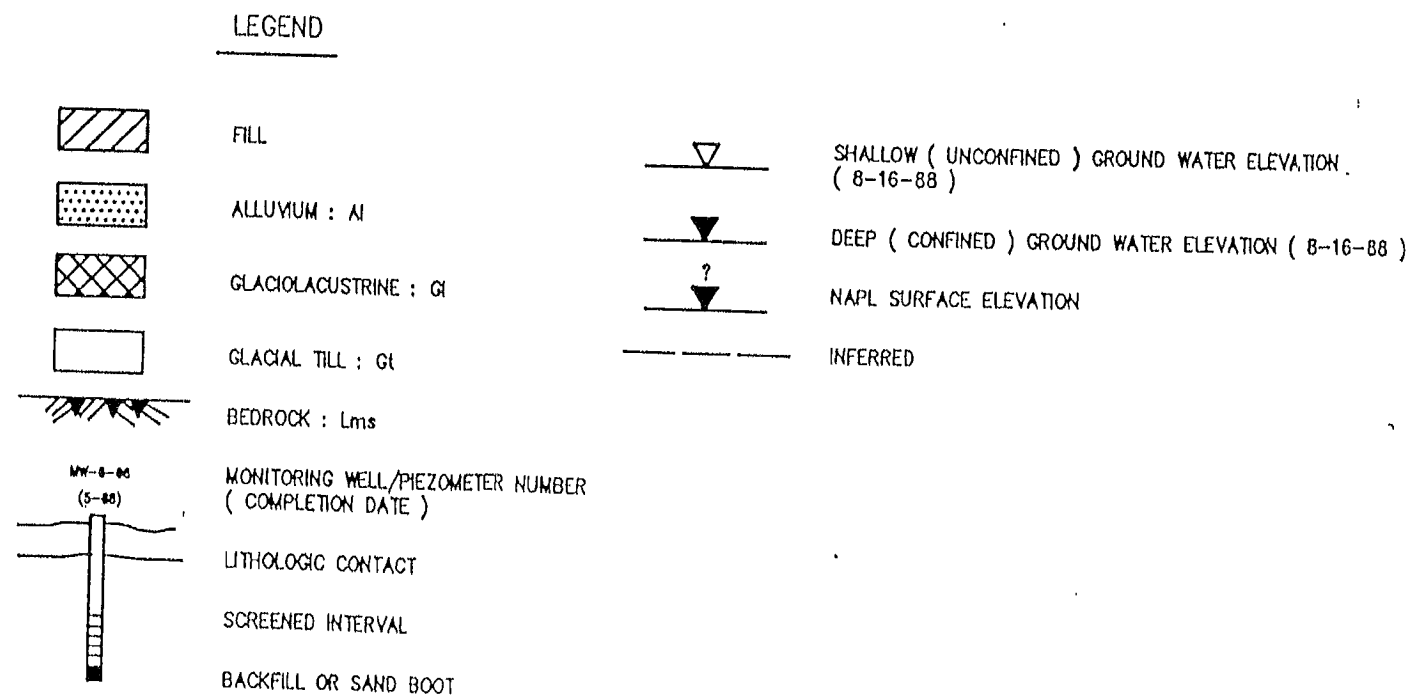 LEGEND
FILL
ALLUVIUM : Al
GLACIOLACUSTRINE : Gl
GLACIAL TILL : Gt
BEDROCK : Lms
(5-88)
MONITORING WELL/PIEZOMETER NUMBER
( COMPLETION DATE )
LITHOLOGIC CONTACT
SCREENED INTERVAL
BACKFILL OR SAND BOOT
SHALLOW ( UNCONFINED ) GROUND WATER ELEVATION
( 8-16-88 )
DEEP ( CONFINED ) GROUND WATER ELEVATION ( 8-16-88 )
?
NAPL SURFACE ELEVATION
INFERRED